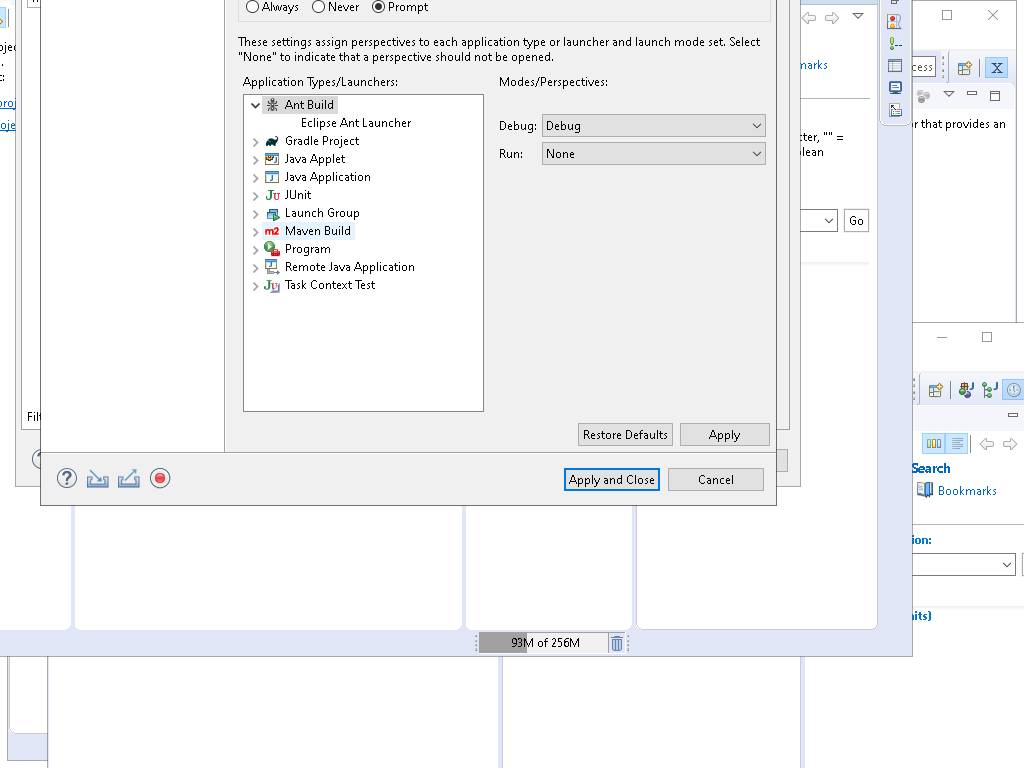 Always Never Prompt
These settings assign perspectives to each application type or launcher and launch mode set. Select
"None" to indicate that a perspective should not be opened.
Application Types/Launchers:
Modes/Perspectives:
Ant Build
Eclipse Ant Launcher
Gradle Project
Java Applet
Java Application
JUnit
Launch Group
Maven Build
Program
Remote Java Application
Task Context Test
Debug: Debug
Run: None
Restore Defaults
Apply
Apply and Close
Cancel
93M of 256M
Go
r that provides an
ter, "" =
lean
marks
cess
Search
Bookmarks
ion:
nits)
Filt
proj
oje